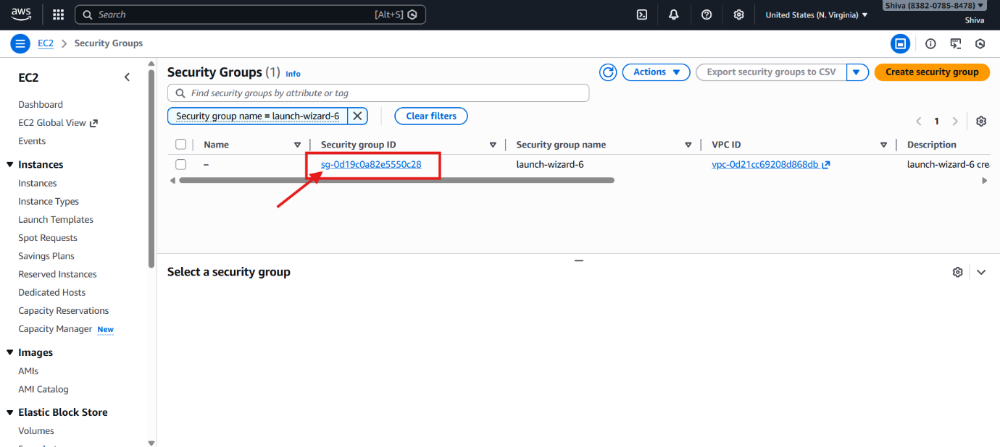 aws
Search [Alt+S]
United States (N. Virginia)
Shiva (8382-0785-8478)
Shiva
EC2 Security Groups
EC2
Dashboard
EC2 Global View
Events
Instances
Instances
Instance Types
Launch Templates
Spot Requests
Savings Plans
Reserved Instances
Dedicated Hosts
Capacity Reservations
Capacity Manager New
Images
AMIs
AMI Catalog
Elastic Block Store
Volumes
Security Groups (1) Info
Actions
Export security groups to CSV
Create security group
Find security groups by attribute or tag
Security group name = launch-wizard-6
Clear filters
1
Name Security group ID Security group name VPC ID Description
– sg-0d19c0a82e5550c28 launch-wizard-6 vpc-0d21cc69208d868db launch-wizard-6 cre
Select a security group